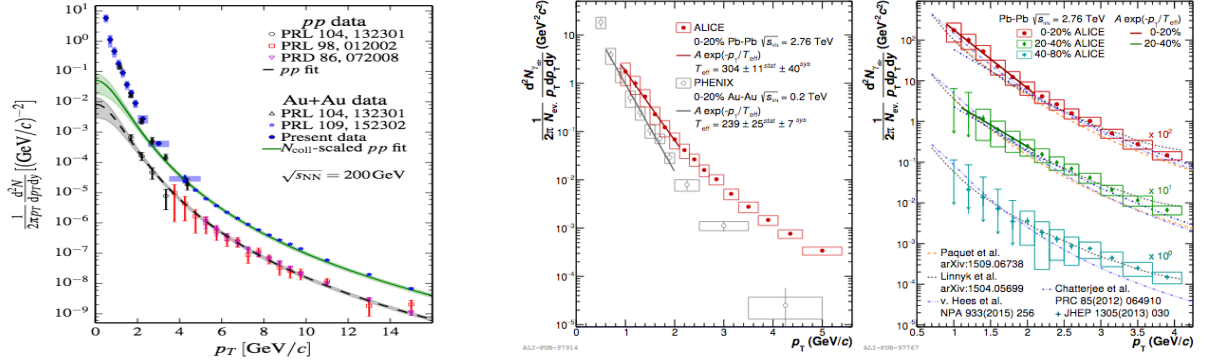 pp data
PRL 104, 132301
PRL 98, 012002
PRD 86, 072008
pp fit
Au+Au data
PRL 104, 132301
PRL 109, 152302
Present data
Ncoll-scaled pp fit
√sNN = 200GeV
1/2πpT d²N/dpTdy [(GeV/c)⁻²]
10¹
10⁰
10⁻¹
10⁻²
10⁻³
10⁻⁴
10⁻⁵
10⁻⁶
10⁻⁷
10⁻⁸
10⁻⁹
0 2 4 6 8 10 12 14
pT [GeV/c]
1/2π 1/Nev. d²Nγdir/pTdpTdy (GeV⁻²c²)
ALICE
0-20% Pb-Pb √sNN = 2.76 TeV
A exp(-pT/Teff)
Teff = 304 ± 11stat ± 40sys
PHENIX
0-20% Au-Au √sNN = 0.2 TeV
A exp(-pT/Teff)
Teff = 239 ± 25stat ± 7sys
10
1
10⁻¹
10⁻²
10⁻³
10⁻⁴
10⁻⁵
0 1 2 3 4 5
pT (GeV/c)
ALI-PUB-97914
1/2π 1/Nev. d²Nγdir/pTdpTdy (GeV⁻²c²)
Pb-Pb √sNN = 2.76 TeV A exp(-pT/Teff)
0-20% ALICE 0-20%
20-40% ALICE 20-40%
40-80% ALICE
10³
10²
10
1
10⁻¹
10⁻²
10⁻³
10⁻⁴
10⁻⁵
x 10²
x 10¹
x 10⁰
Paquet et al.
arXiv:1509.06738
Linnyk et al.
arXiv:1504.05699
v. Hees et al.
NPA 933(2015) 256
Chatterjee et al.
PRC 85(2012) 064910
+ JHEP 1305(2013) 030
0.5 1 1.5 2 2.5 3 3.5 4
pT (GeV/c)
ALI-PUB-97767